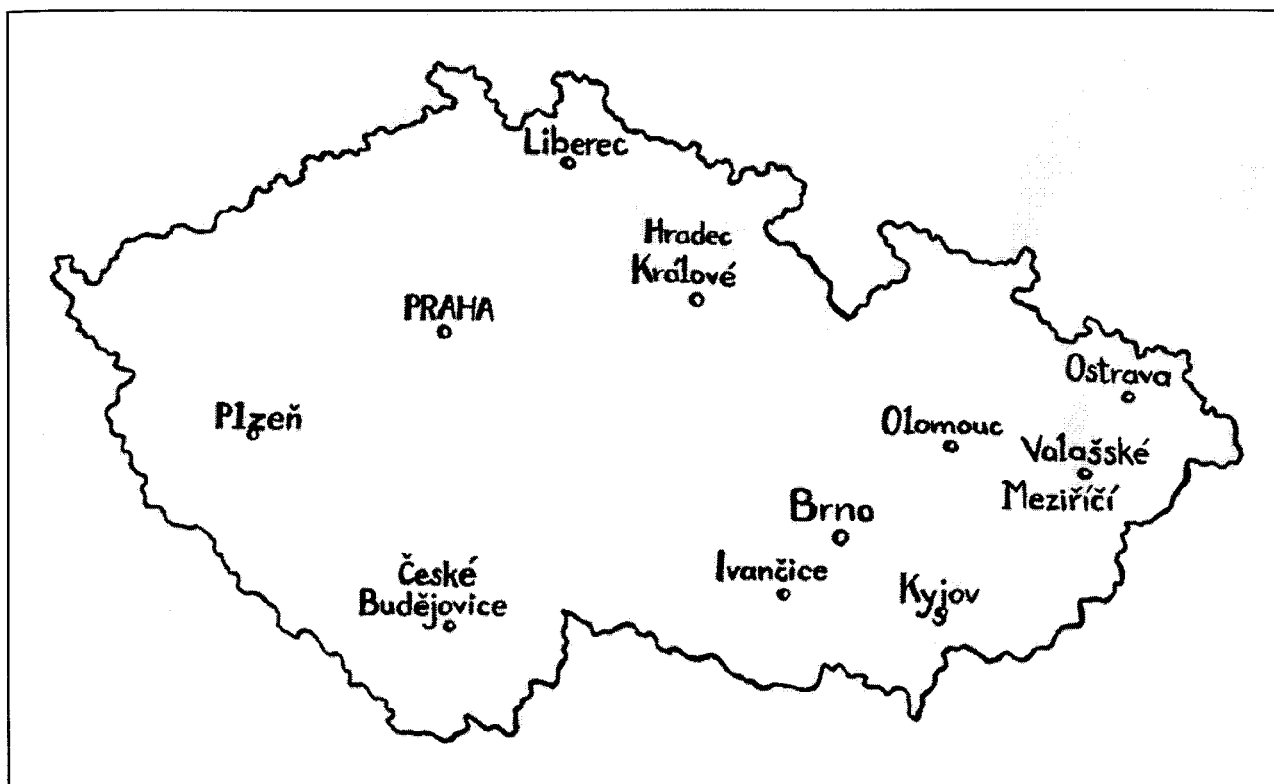 Liberec
Hradec
Králové
PRAHA
Ostrava
Plzeň
Olomouc
Valašské
Meziříčí
Brno
Ivančice
České
Budějovice
Kyjov